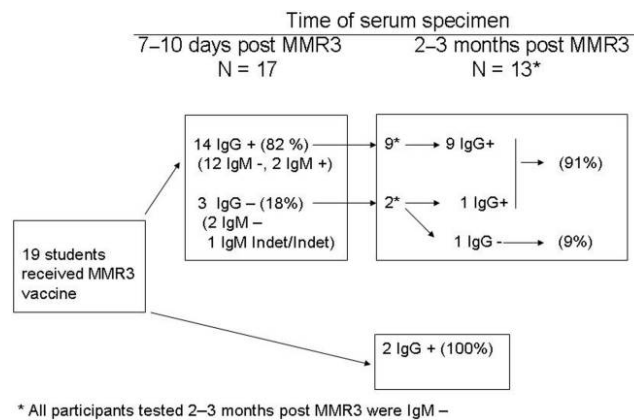 Time of serum specimen
7–10 days post MMR3
N = 17
2–3 months post MMR3
N = 13*
19 students
received MMR3
vaccine
14 IgG + (82 %)
(12 IgM -, 2 IgM +)
3 IgG – (18%)
(2 IgM –
1 IgM Indet/Indet)
9* 9 IgG+
(91%)
2* 1 IgG+
1 IgG - (9%)
2 IgG + (100%)
* All participants tested 2–3 months post MMR3 were IgM –